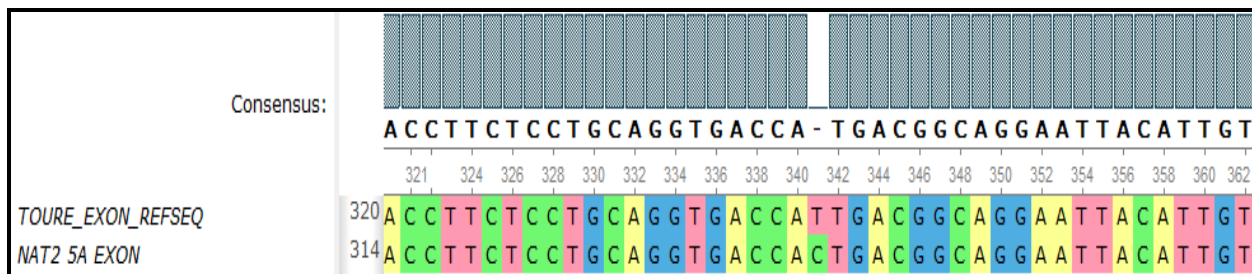 Consensus:
A C C T T C T C C T G C A G G T G A C C A - T G A C G G C A G G A A T T A C A T T G T
321 324 326 328 330 332 334 336 338 340 342 344 346 348 350 352 354 356 358 360 362
TOURE_EXON_REFSEQ 320 A C C T T C T C C T G C A G G T G A C C A T T G A C G G C A G G A A T T A C A T T G T
NAT2 5A EXON 314 A C C T T C T C C T G C A G G T G A C C A C T G A C G G C A G G A A T T A C A T T G T